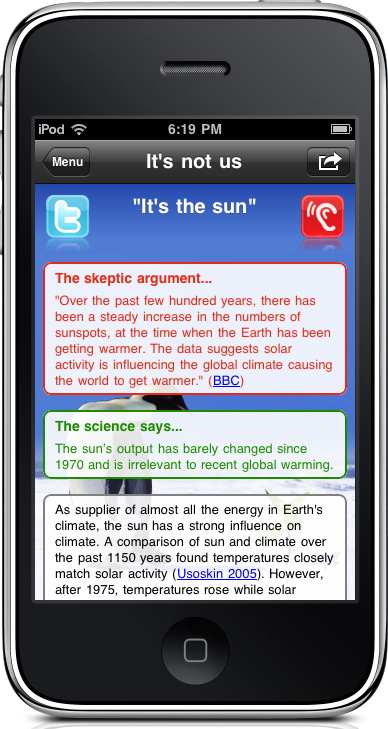 iPod 6:19 PM
Menu It's not us
"It's the sun"
The skeptic argument...
"Over the past few hundred years, there has
been a steady increase in the numbers of
sunspots, at the time when the Earth has been
getting warmer. The data suggests solar
activity is influencing the global climate causing
the world to get warmer." (BBC)
The science says...
The sun's output has barely changed since
1970 and is irrelevant to recent global warming.
As supplier of almost all the energy in Earth's
climate, the sun has a strong influence on
climate. A comparison of sun and climate over
the past 1150 years found temperatures closely
match solar activity (Usoskin 2005). However,
after 1975, temperatures rose while solar